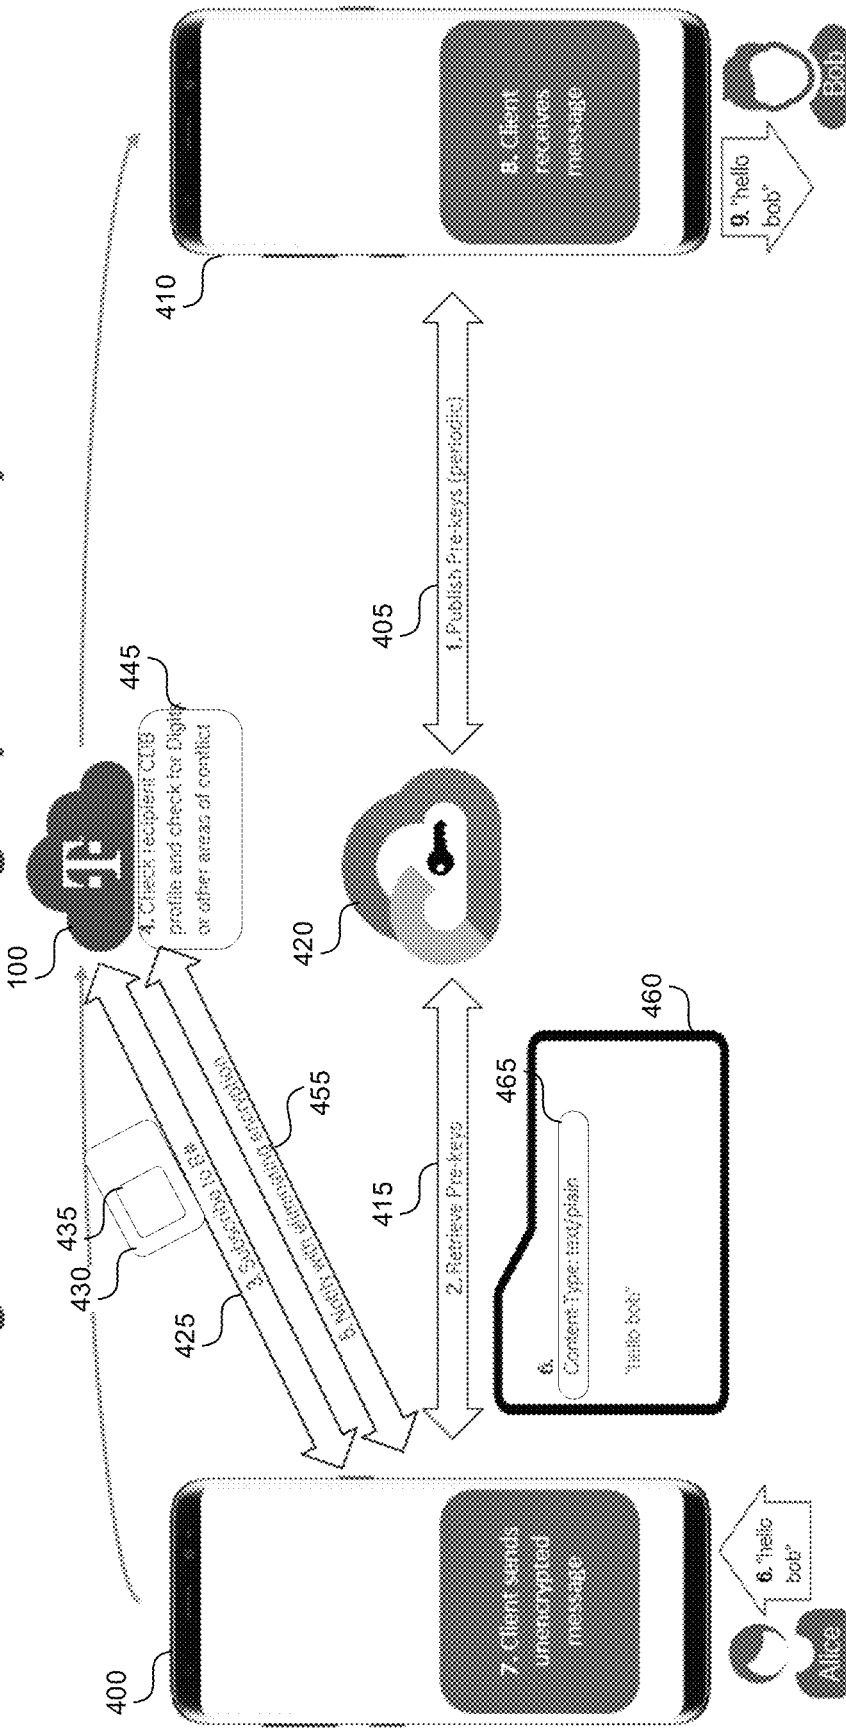 100
445
4. Check recipient CDB
profile and check for Digits
or other areas of conflict
430
435
425
3. Subscribe to E#
5. Notify with
encryption
455
410
8. Client
receives
message
9. "hello
bob"
Bob
405
1. Publish Pre-keys (periodic)
420
415
2. Retrieve Pre-keys
460
465
Content-Type: text/plain
"hello bob"
400
7. Client sends
unencrypted
message
6. "hello
bob"
Alice